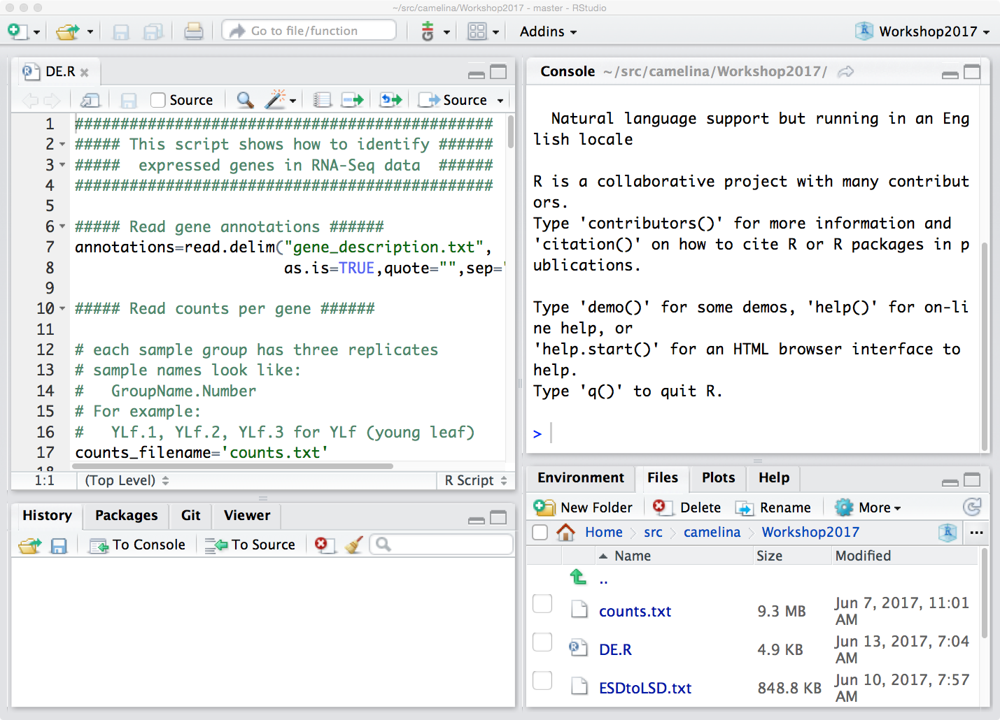 ~/src/camelina/Workshop2017 - master - RStudio
Go to file/function
Addins
Workshop2017
DE.R
Source
Source
1 ##############################################
2 ##### This script shows how to identify ######
3 #####  expressed genes in RNA-Seq data  ######
4 ##############################################
5
6 ##### Read gene annotations ######
7 annotations=read.delim("gene_description.txt",
8                        as.is=TRUE,quote="",sep='
9
10 ##### Read counts per gene ######
11
12 # each sample group has three replicates
13 # sample names look like:
14 #   GroupName.Number
15 # For example:
16 #   YLf.1, YLf.2, YLf.3 for YLf (young leaf)
17 counts_filename='counts.txt'
18
1:1 (Top Level) R Script
Console ~/src/camelina/Workshop2017/
  Natural language support but running in an Eng
lish locale
R is a collaborative project with many contribut
ors.
Type 'contributors()' for more information and
'citation()' on how to cite R or R packages in p
ublications.
Type 'demo()' for some demos, 'help()' for on-li
ne help, or
'help.start()' for an HTML browser interface to
help.
Type 'q()' to quit R.
>
History Packages Git Viewer
To Console To Source
Environment Files Plots Help
New Folder Delete Rename More
Home src camelina Workshop2017
Name Size Modified
..
counts.txt 9.3 MB Jun 7, 2017, 11:01
AM
DE.R 4.9 KB Jun 13, 2017, 7:04
AM
ESDtoLSD.txt 848.8 KB Jun 10, 2017, 7:57
AM